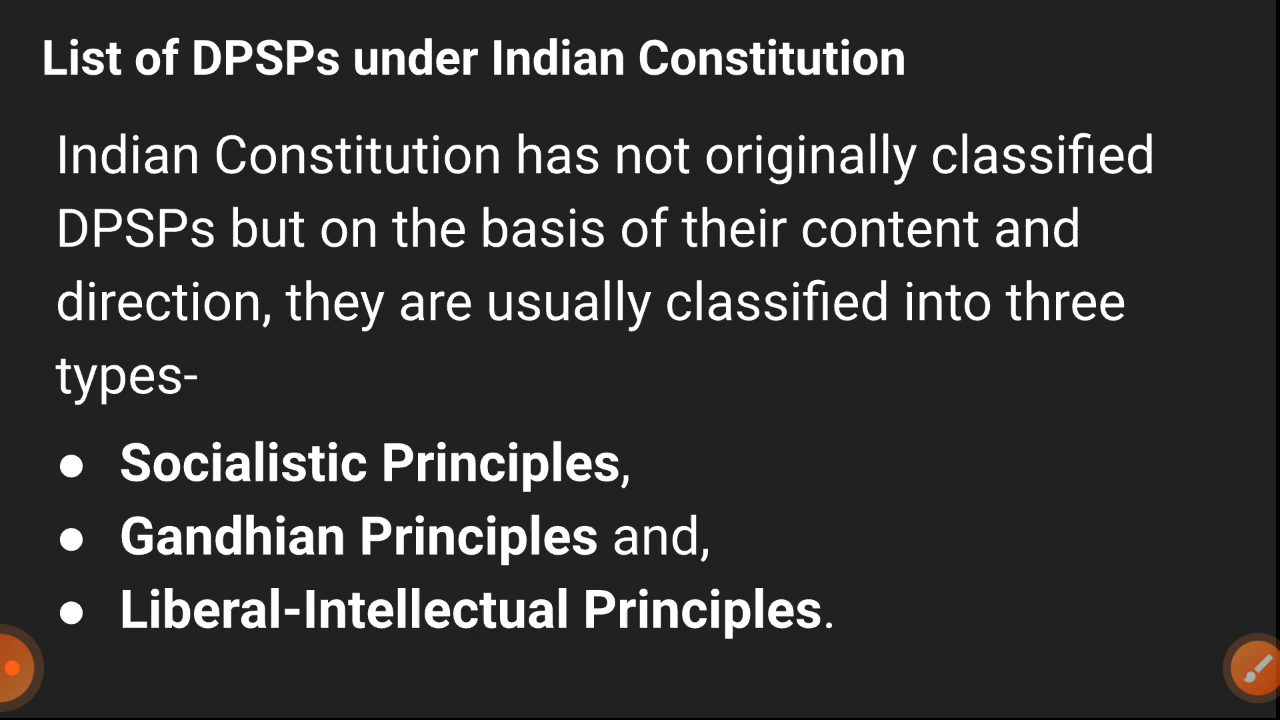 List of DPSPs under Indian Constitution
Indian Constitution has not originally classified
DPSPs but on the basis of their content and
direction, they are usually classified into three
types-
● Socialistic Principles,
● Gandhian Principles and,
● Liberal-Intellectual Principles.